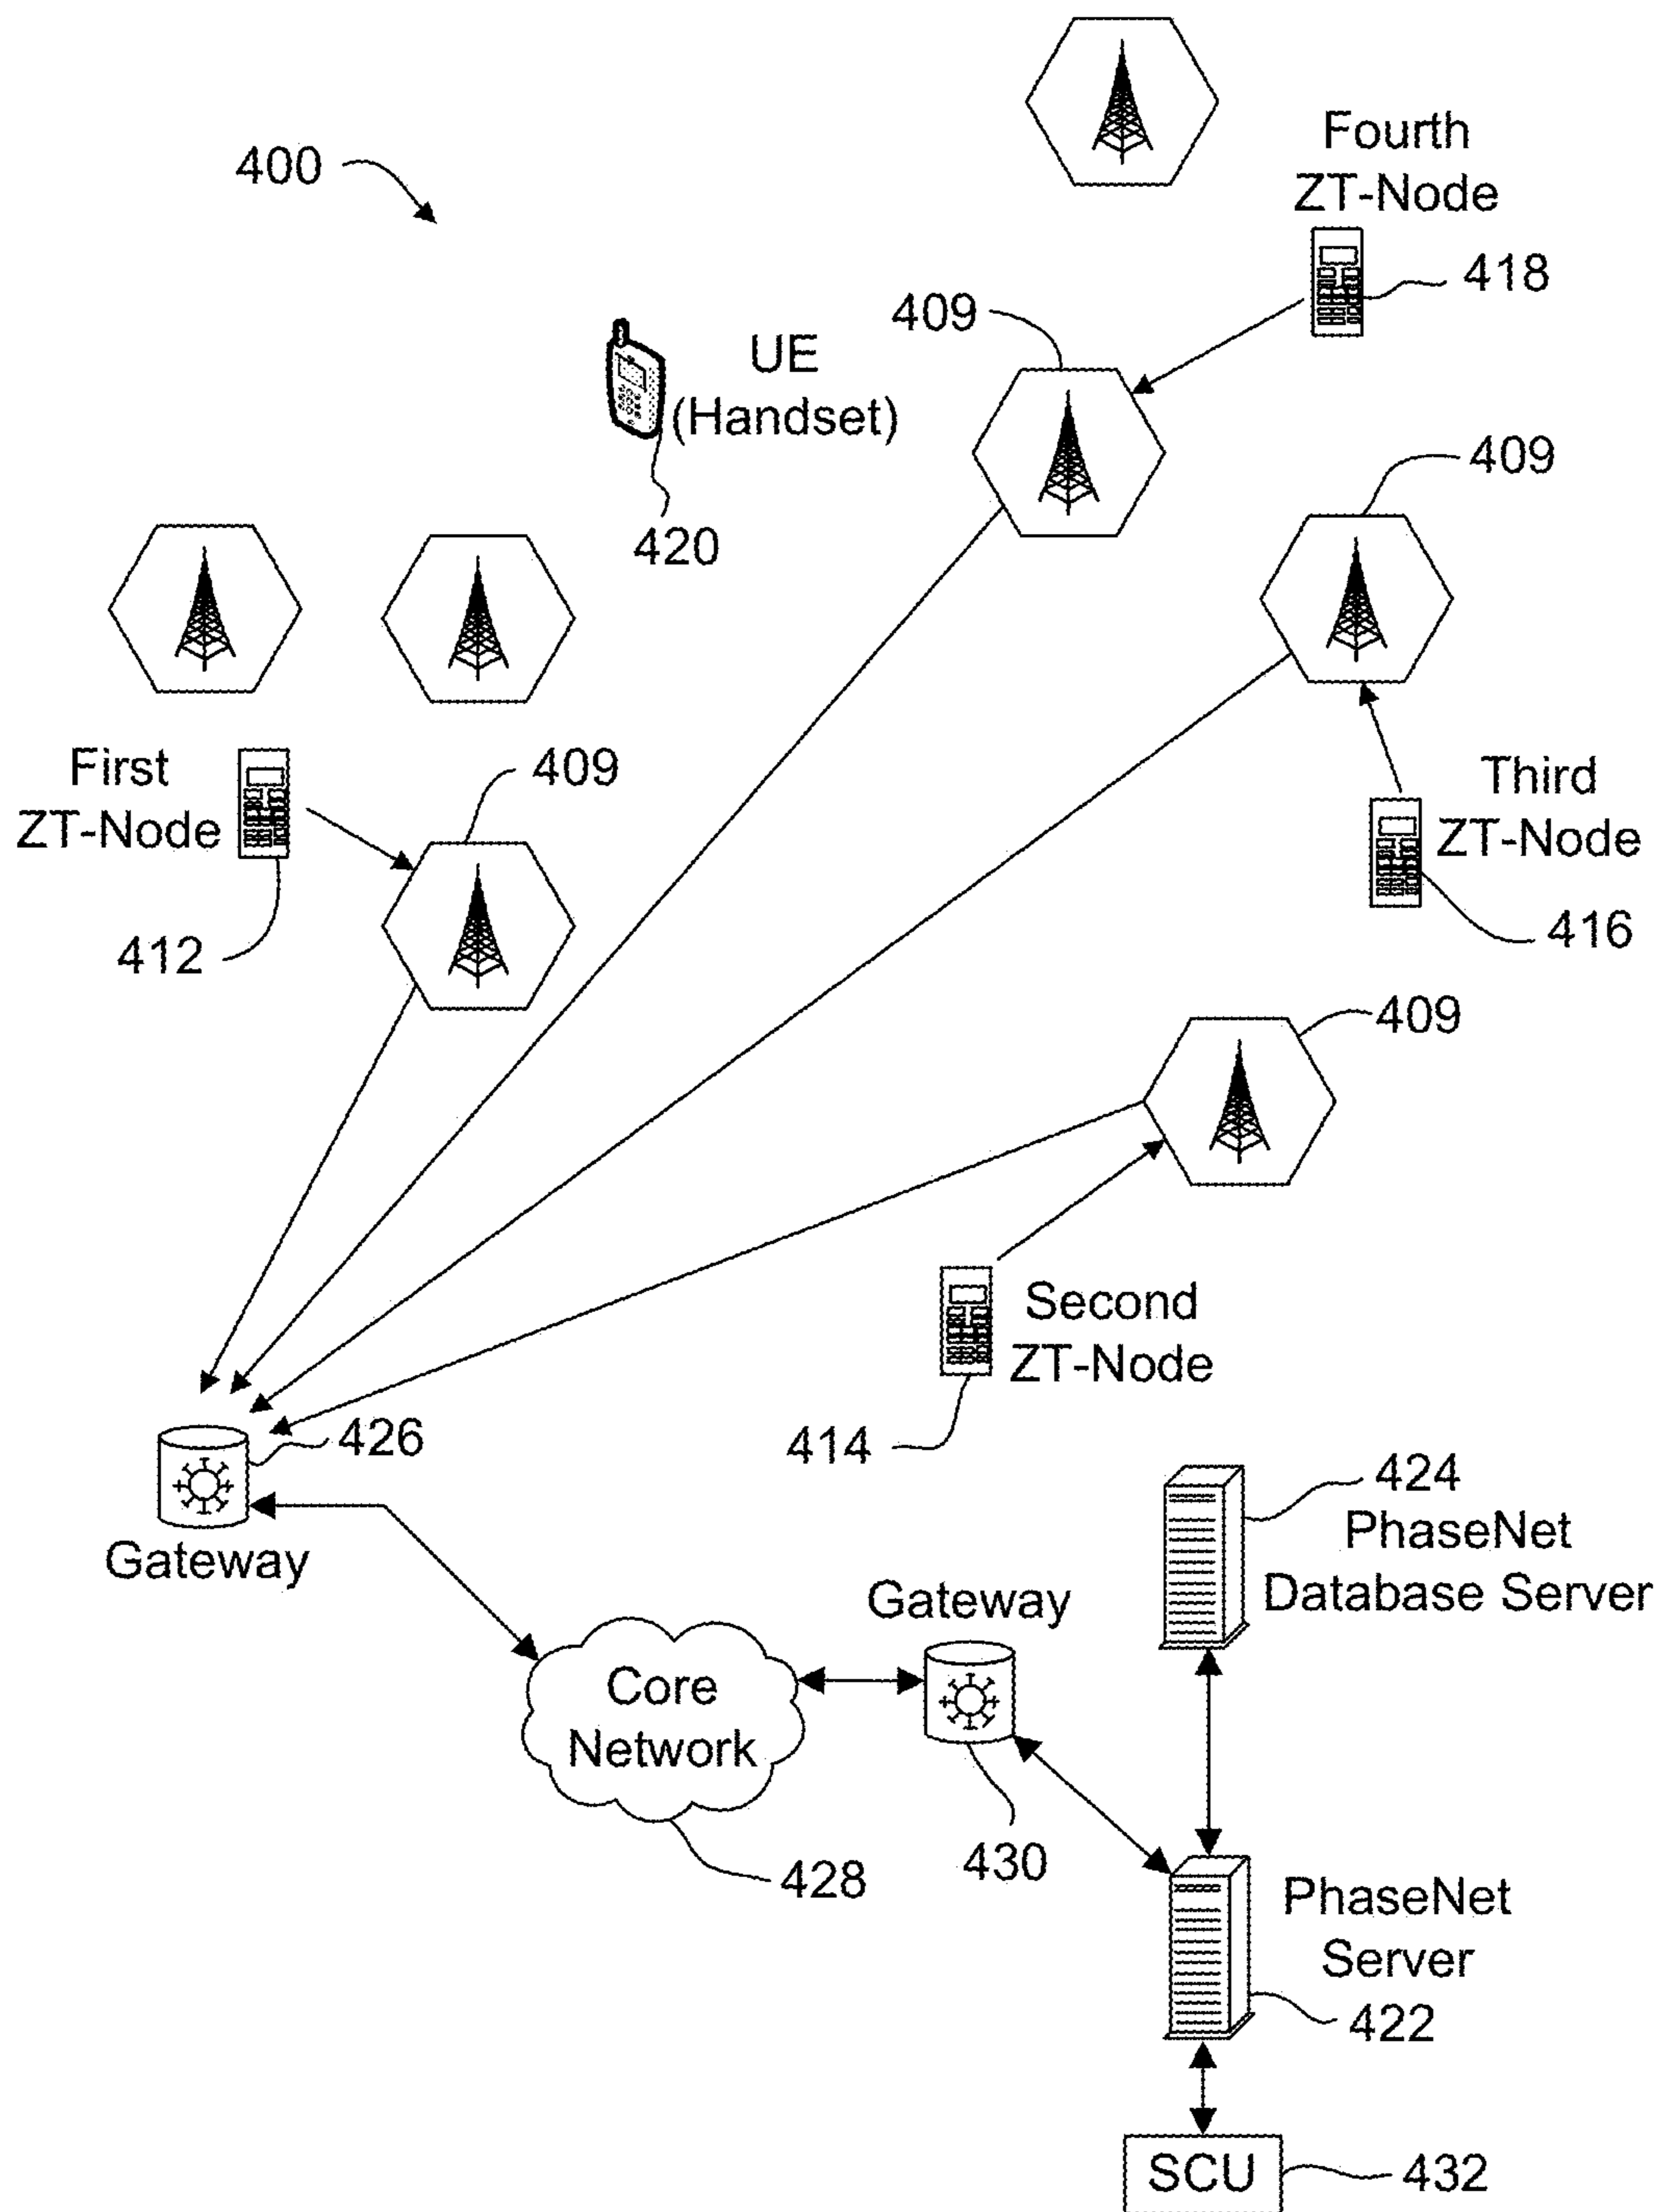 400
Fourth
ZT-Node
418
409
UE
(Handset)
420
409
First
ZT-Node
412
409
Third
ZT-Node
416
409
Second
ZT-Node
414
426
Gateway
424
PhaseNet
Database Server
Gateway
Core
Network
428
430
PhaseNet
Server
422
SCU
432